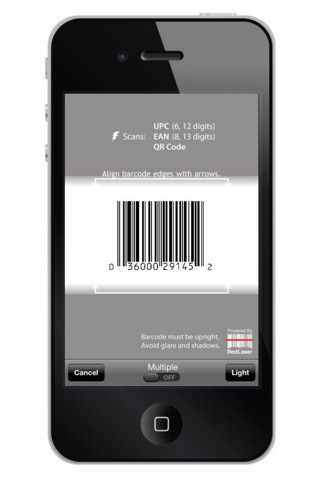 UPC (6, 12 digits)
Scans: EAN (8, 13 digits)
QR Code
Align barcode edges with arrows.
0 36000 29145 2
Barcode must be upright.
Avoid glare and shadows.
Powered By
RedLaser
Cancel
Multiple
OFF
Light